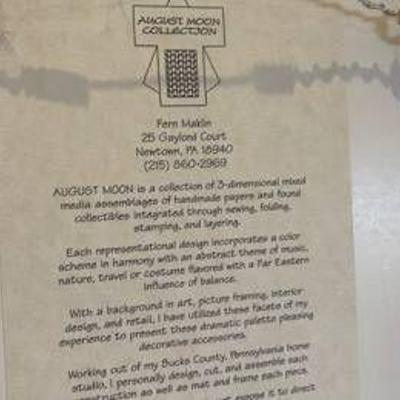 AUGUST MOON
COLLECTION
Fern Maklin
25 Gaylord Court
Newtown, PA 18940
(215) 860-2969
AUGUST MOON is a collection of 3-dimensional mixed
media assemblages of handmade papers and found
collectibles integrated through sewing, folding,
stamping, and layering.
Each representational design incorporates a color
scheme in harmony with an abstract theme of music,
nature, travel or costume flavored with a Far Eastern
influence of balance.
With a background in art, picture framing, interior
design, and retail, I have utilized these facets of my
experience to present these dramatic palette pleasing
decorative accessories.
Working out of my Bucks County, Pennsylvania home
studio, I personally design, cut, and assemble each
construction as well as mat and frame each piece.
expose it to direct